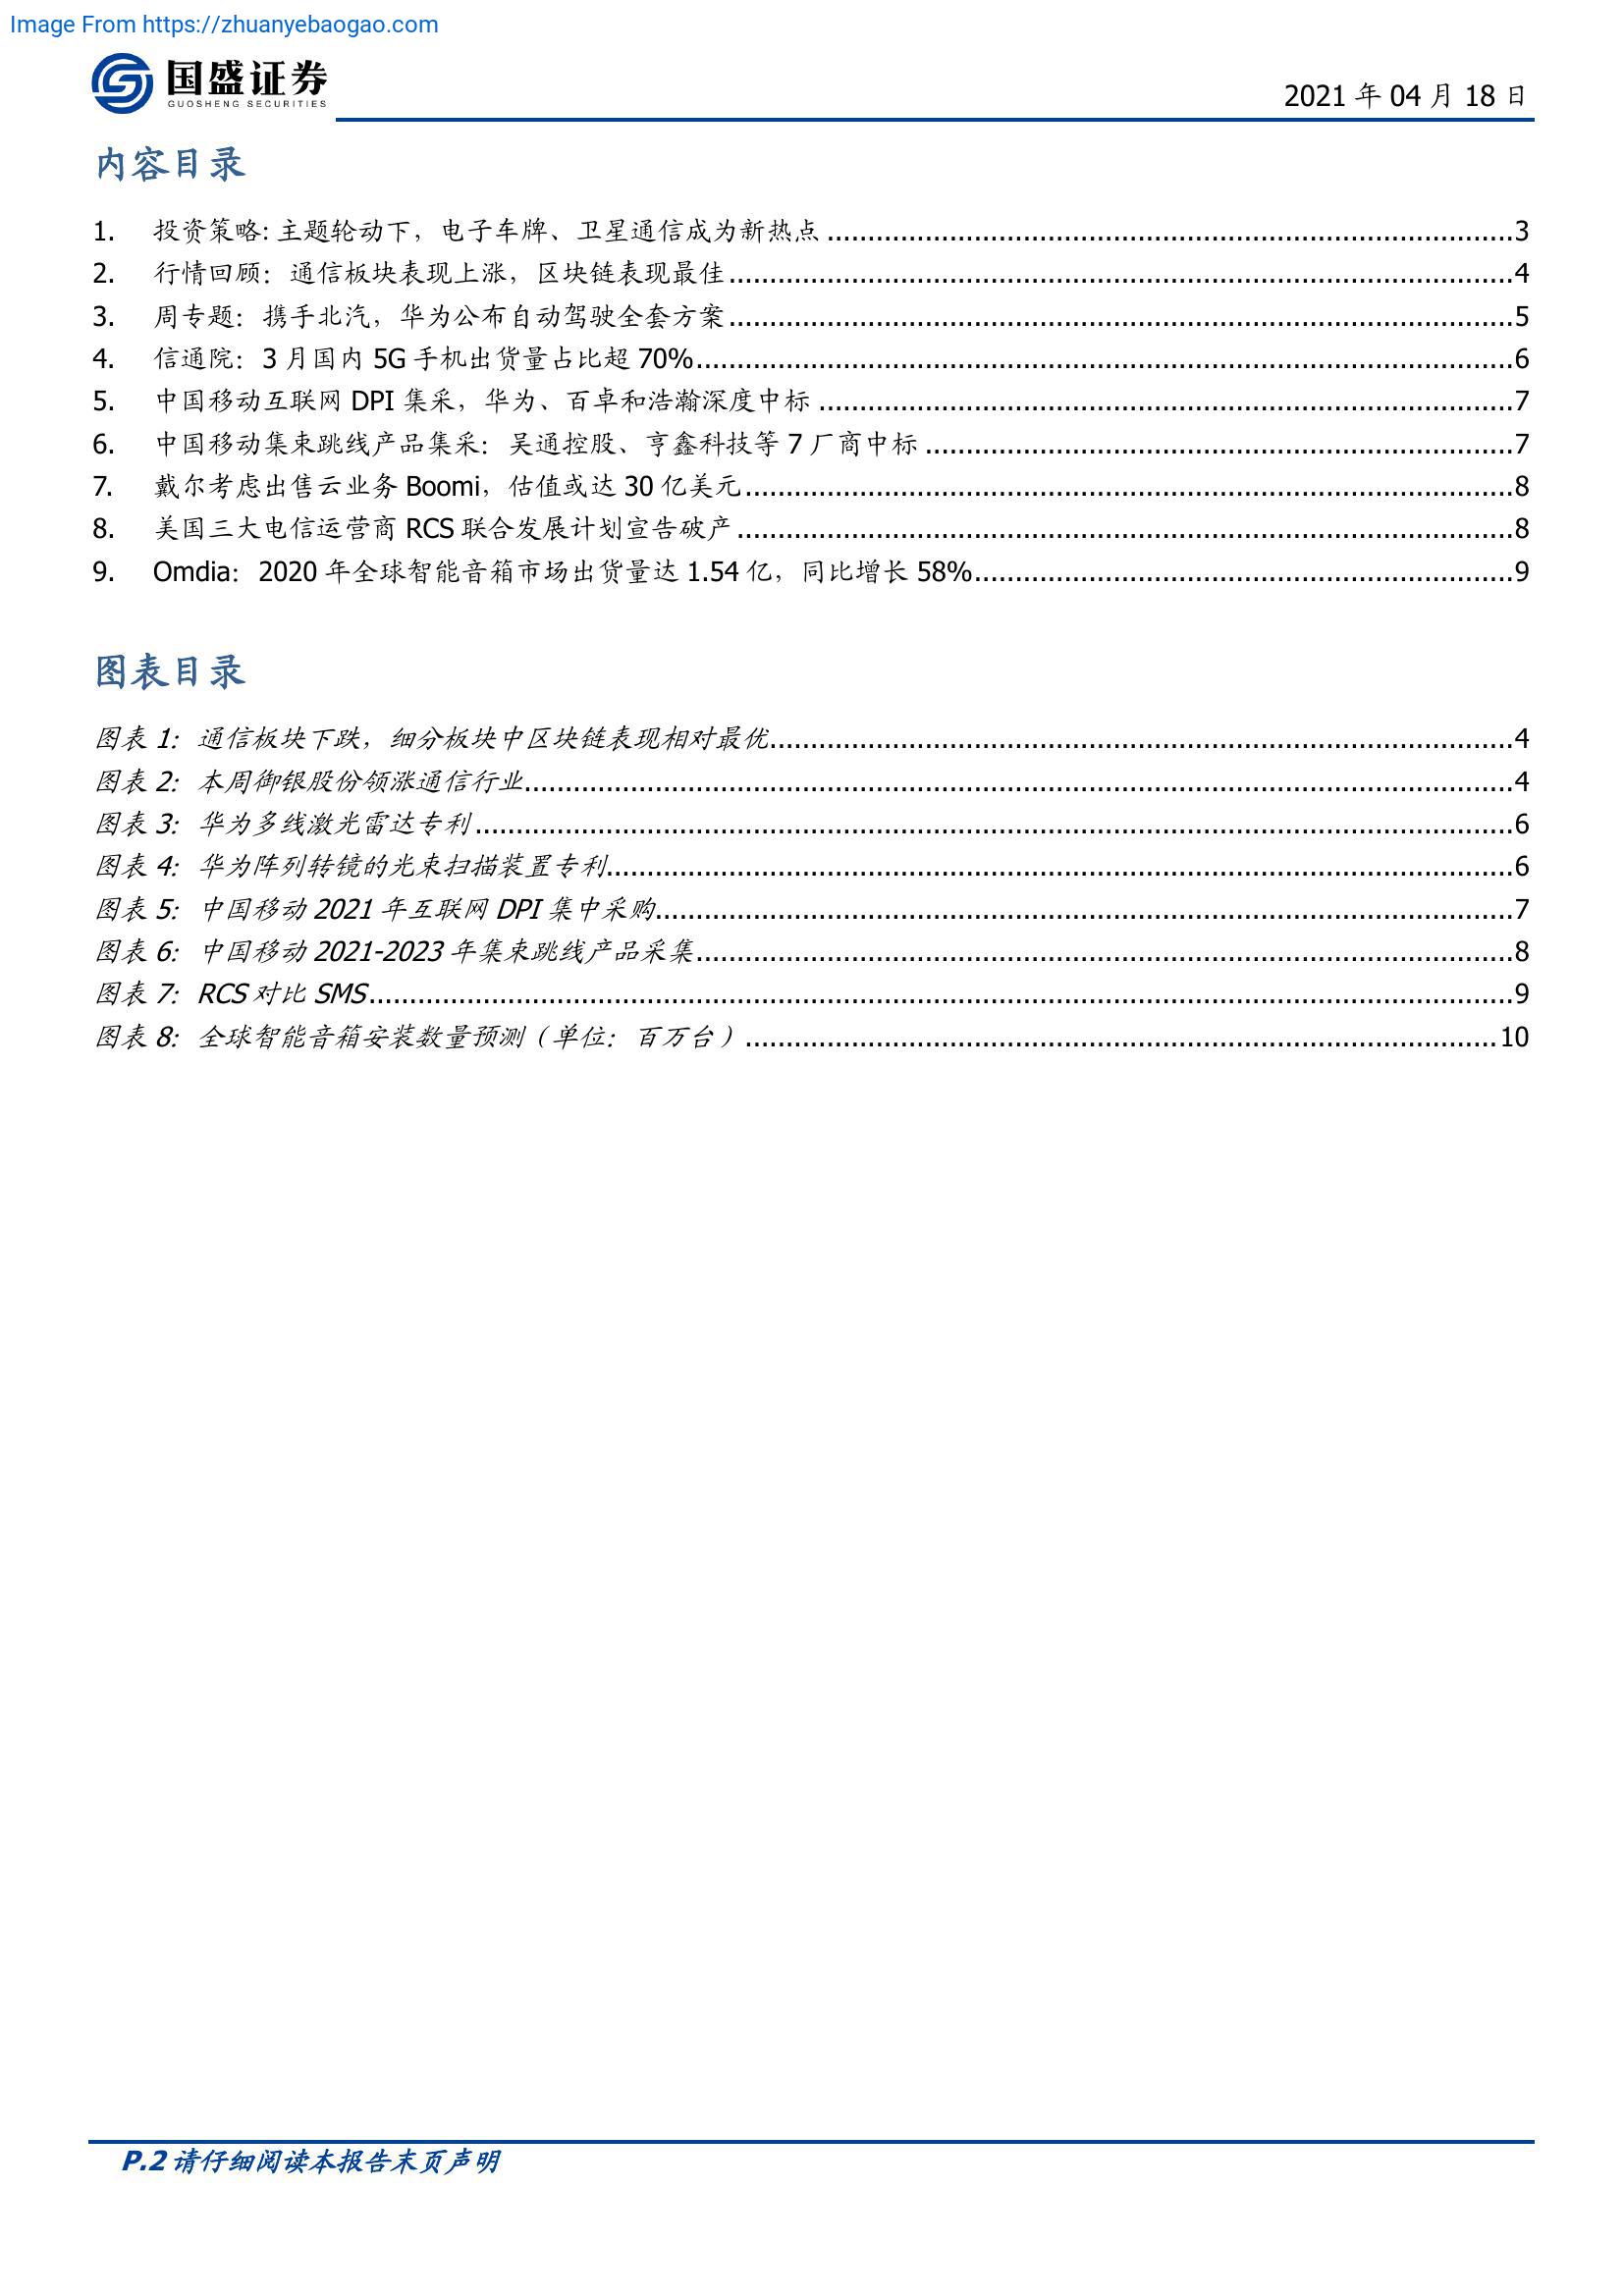 Image From https://zhuanyebaogao.com
国盛证券
GUOSHENG SECURITIES
2021 年 04 月 18 日
内容目录
1. 投资策略: 主题轮动下，电子车牌、卫星通信成为新热点 3
2. 行情回顾：通信板块表现上涨，区块链表现最佳 4
3. 周专题：携手北汽，华为公布自动驾驶全套方案 5
4. 信通院：3 月国内 5G 手机出货量占比超 70% 6
5. 中国移动互联网 DPI 集采，华为、百卓和浩瀚深度中标 7
6. 中国移动集束跳线产品集采：吴通控股、亨鑫科技等 7 厂商中标 7
7. 戴尔考虑出售云业务 Boomi，估值或达 30 亿美元 8
8. 美国三大电信运营商 RCS 联合发展计划宣告破产 8
9. Omdia：2020 年全球智能音箱市场出货量达 1.54 亿，同比增长 58% 9
图表目录
图表 1：通信板块下跌，细分板块中区块链表现相对最优 4
图表 2：本周御银股份领涨通信行业 4
图表 3：华为多线激光雷达专利 6
图表 4：华为阵列转镜的光束扫描装置专利 6
图表 5：中国移动 2021 年互联网 DPI 集中采购 7
图表 6：中国移动 2021-2023 年集束跳线产品采集 8
图表 7：RCS 对比 SMS 9
图表 8：全球智能音箱安装数量预测（单位：百万台） 10
P.2 请仔细阅读本报告末页声明